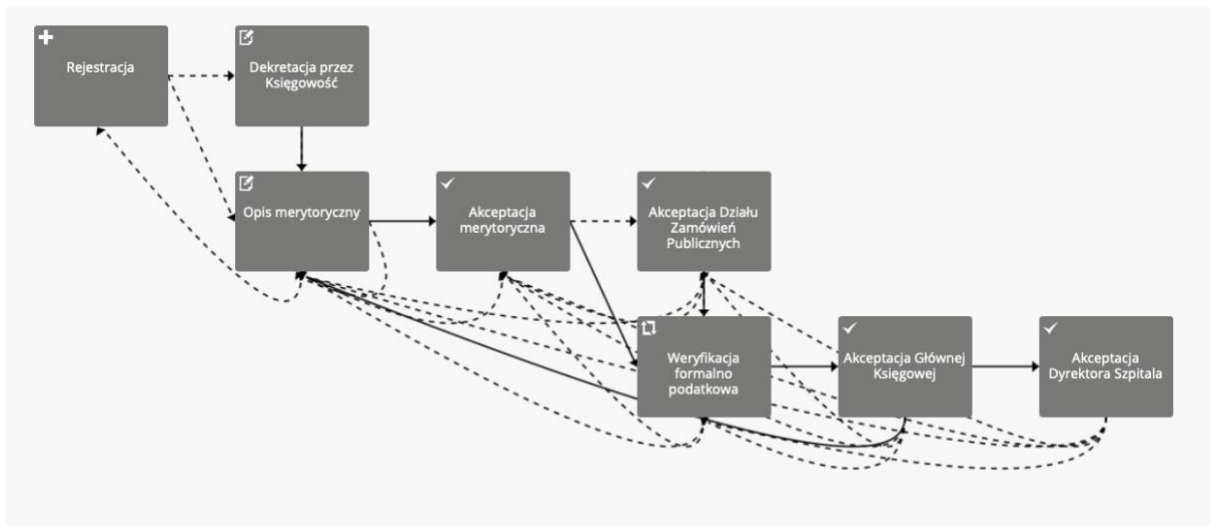 Rejestracja
Dekretacja przez
Księgowość
Opis merytoryczny
Akceptacja
merytoryczna
Akceptacja Działu
Zamówień
Publicznych
Weryfikacja
formalno
podatkowa
Akceptacja Głównej
Księgowej
Akceptacja
Dyrektora Szpitala